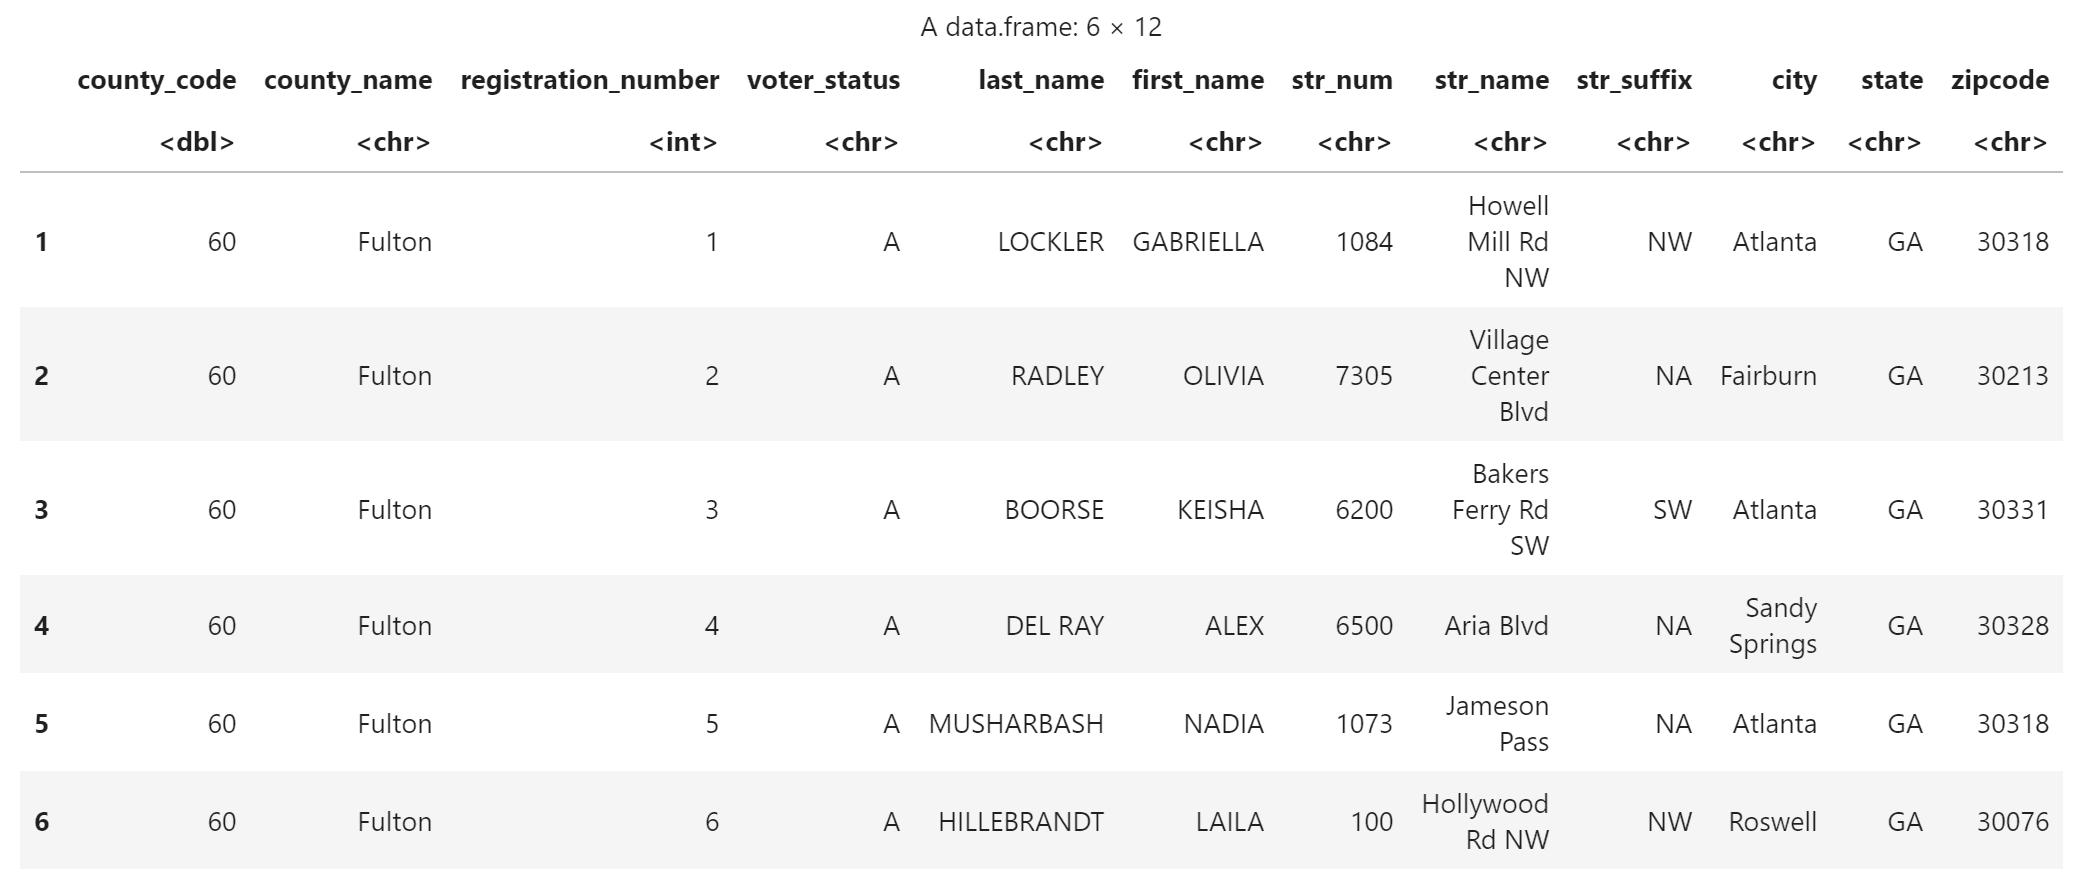 A data.frame: 6 × 12
county_code county_name registration_number voter_status last_name first_name str_num str_name str_suffix city state zipcode
<dbl> <chr> <int> <chr> <chr> <chr> <chr> <chr> <chr> <chr> <chr> <chr>
1 60 Fulton 1 A LOCKLER GABRIELLA 1084 Howell Mill Rd NW NW Atlanta GA 30318
2 60 Fulton 2 A RADLEY OLIVIA 7305 Village Center Blvd NA Fairburn GA 30213
3 60 Fulton 3 A BOORSE KEISHA 6200 Bakers Ferry Rd SW SW Atlanta GA 30331
4 60 Fulton 4 A DEL RAY ALEX 6500 Aria Blvd NA Sandy Springs GA 30328
5 60 Fulton 5 A MUSHARBASH NADIA 1073 Jameson Pass NA Atlanta GA 30318
6 60 Fulton 6 A HILLEBRANDT LAILA 100 Hollywood Rd NW NW Roswell GA 30076